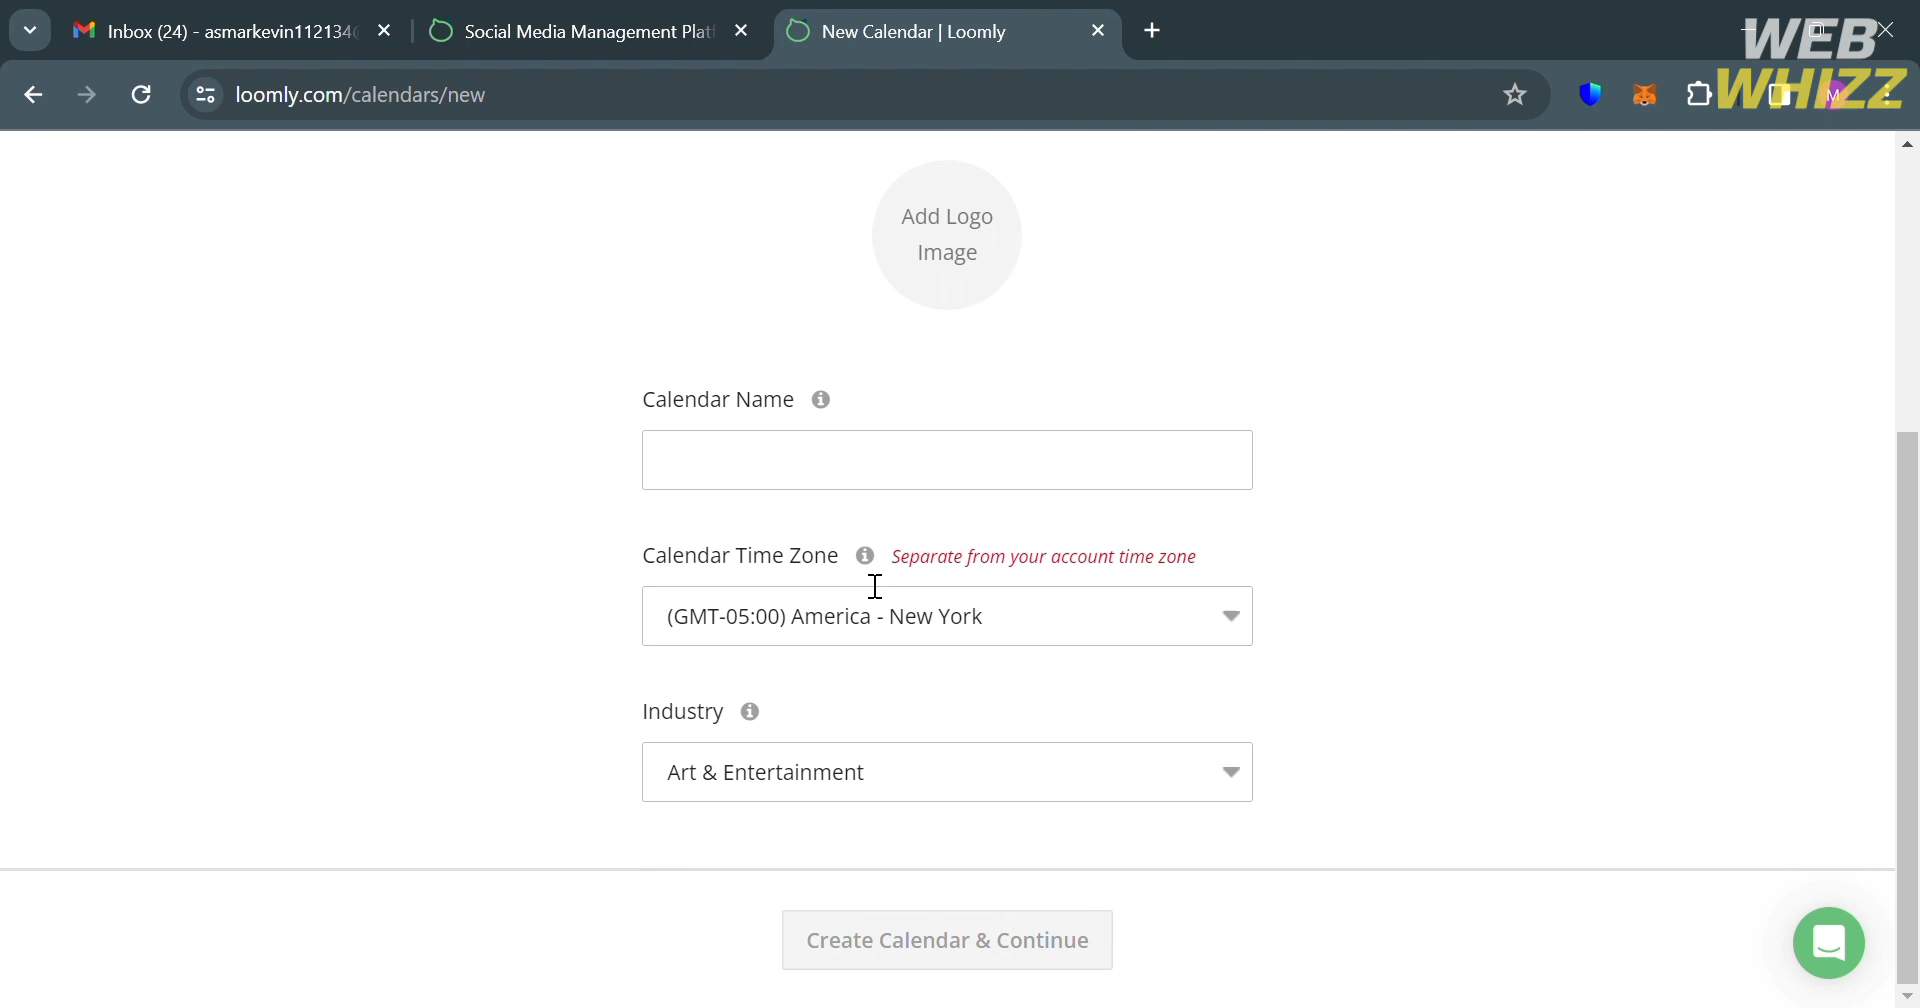 Inbox (24) - asmarkevin112134
Social Media Management Platf
New Calendar | Loomly
WEB
WHIZZ
loomly.com/calendars/new
M
Add Logo
Image
Calendar Name
Calendar Time Zone
Separate from your account time zone
(GMT-05:00) America - New York
Industry
Art & Entertainment
Create Calendar & Continue